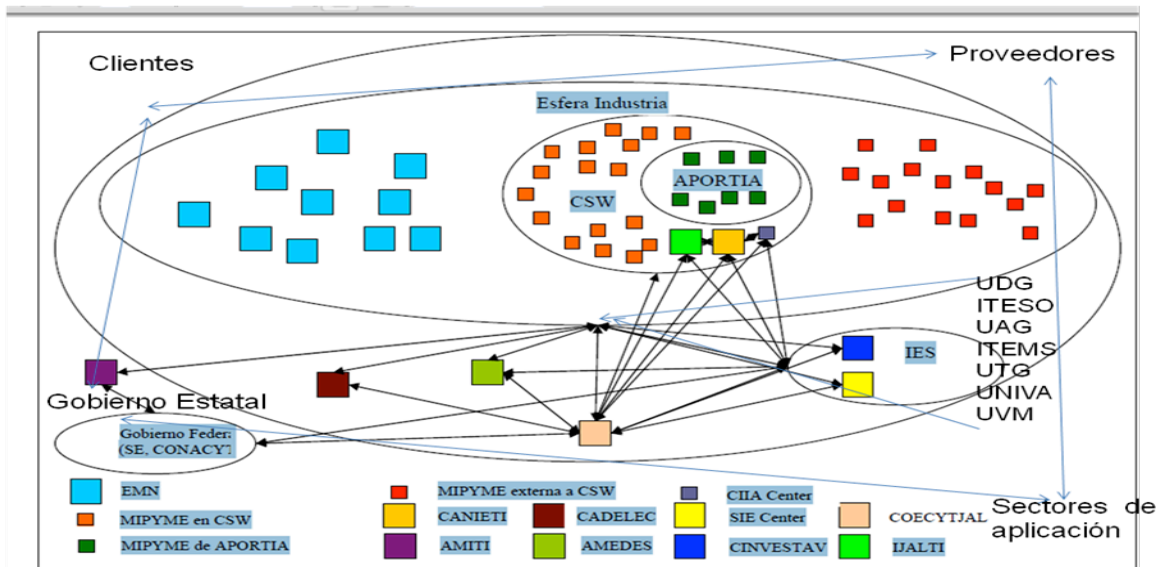 Clientes
Proveedores
Esfera Industria
APORTIA
CSW
UDG
ITESO
UAG
ITEMS
UTG
UNIVA
UVM
IES
Gobierno Estatal
Gobierno Federa
(SE, CONACYT
EMN
MIPYME en CSW
MIPYME de APORTIA
MIPYME externa a CSW
CANIETI
AMITI
CADELEC
AMEDES
CIIA Center
SIE Center
CINVESTAV
COECYTJAL
IJALTI
Sectores de
aplicación